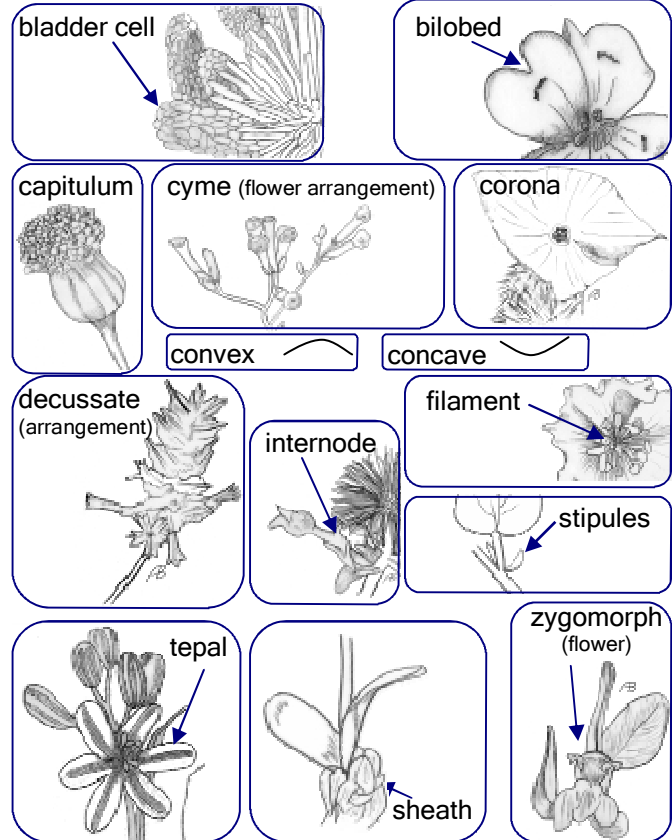 bladder cell
bilobed
capitulum
cyme (flower arrangement)
corona
convex
concave
decussate
(arrangement)
internode
filament
stipules
tepal
sheath
zygomorph
(flower)